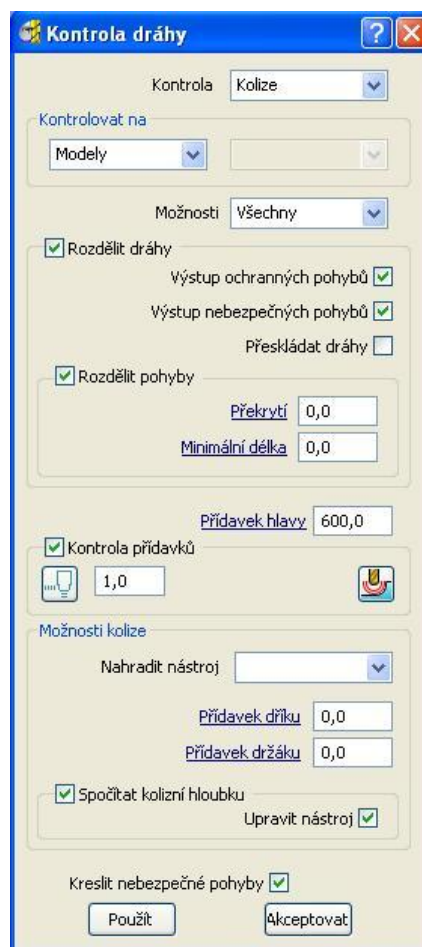 Kontrola dráhy
Kontrola Kolize
Kontrolovat na
Modely
Možnosti Všechny
Rozdělit dráhy
Výstup ochranných pohybů
Výstup nebezpečných pohybů
Přeskládat dráhy
Rozdělit pohyby
Překrytí 0,0
Minimální délka 0,0
Přídavek hlavy 600,0
Kontrola přídavků
1,0
Možnosti kolize
Nahradit nástroj
Přídavek dříku 0,0
Přídavek držáku 0,0
Spočítat kolizní hloubku
Upravit nástroj
Kreslit nebezpečné pohyby
Použít Akceptovat